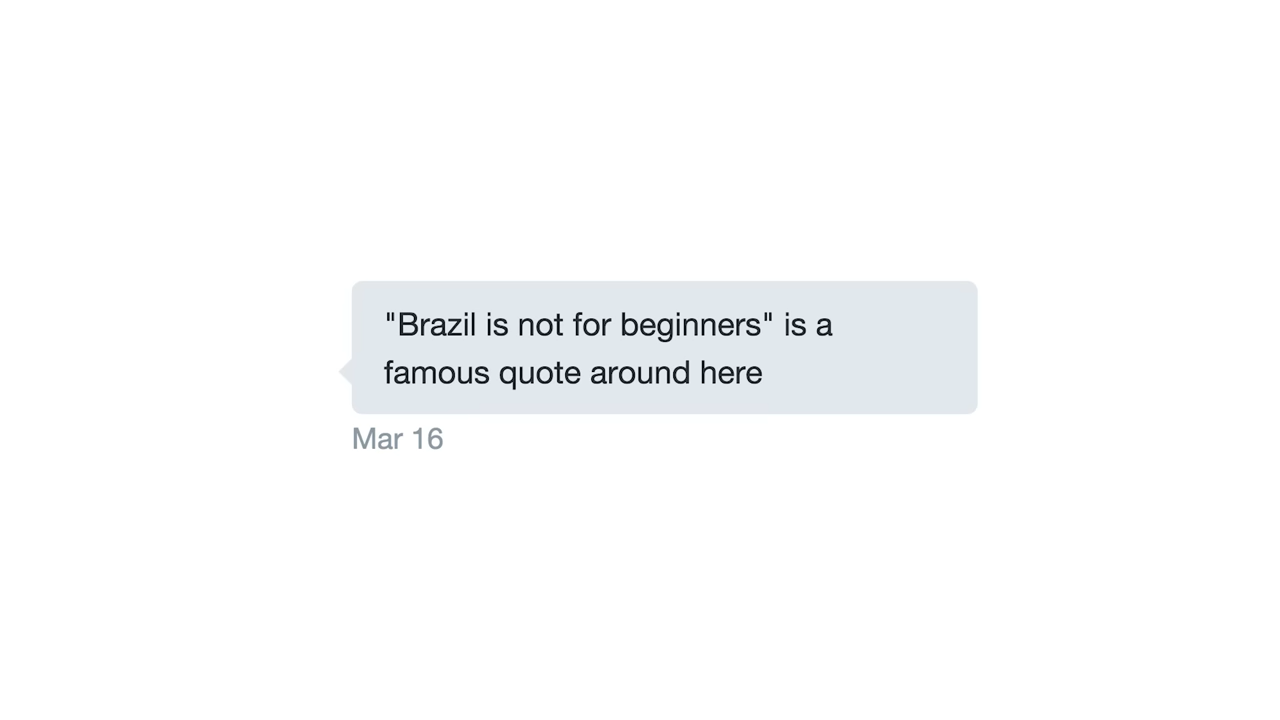 "Brazil is not for beginners" is a
famous quote around here
Mar 16